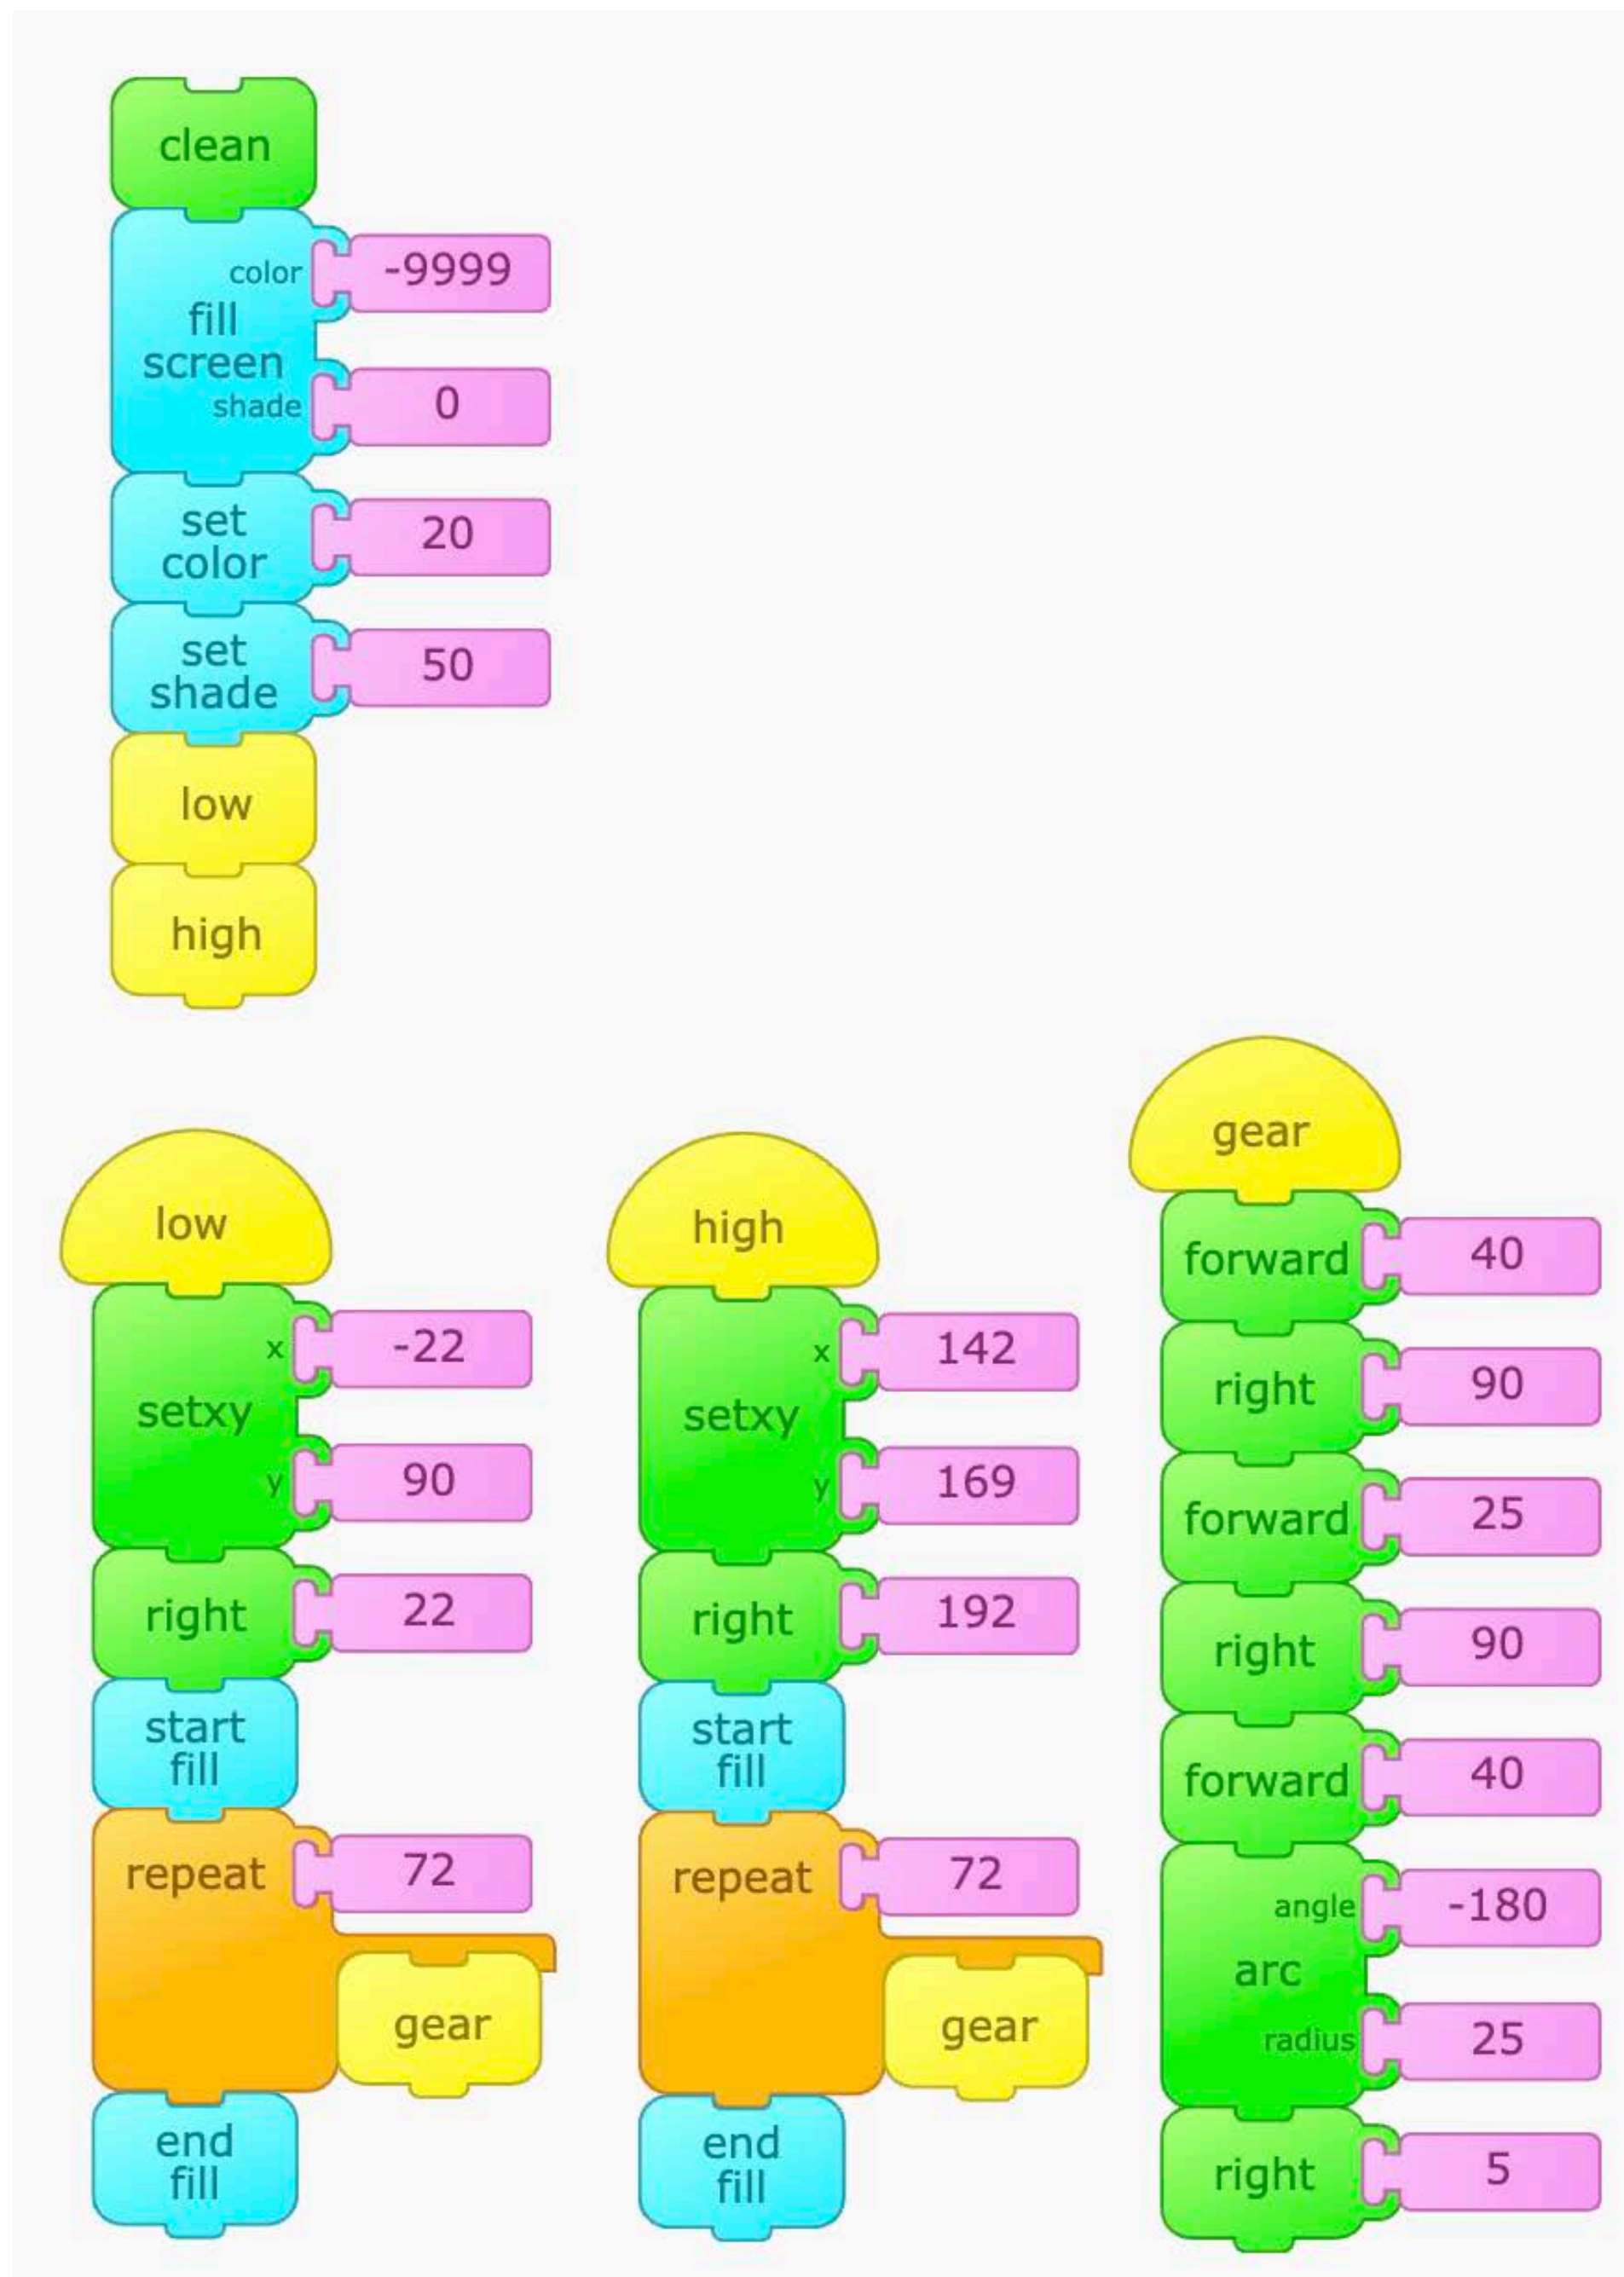 clean
color
-9999
fill
screen
shade
0
set
color
20
set
shade
50
low
high
low
x
-22
setxy
y
90
right
22
start
fill
repeat
72
gear
end
fill
high
x
142
setxy
y
169
right
192
start
fill
repeat
72
gear
end
fill
gear
forward
40
right
90
forward
25
right
90
forward
40
angle
-180
arc
radius
25
right
5